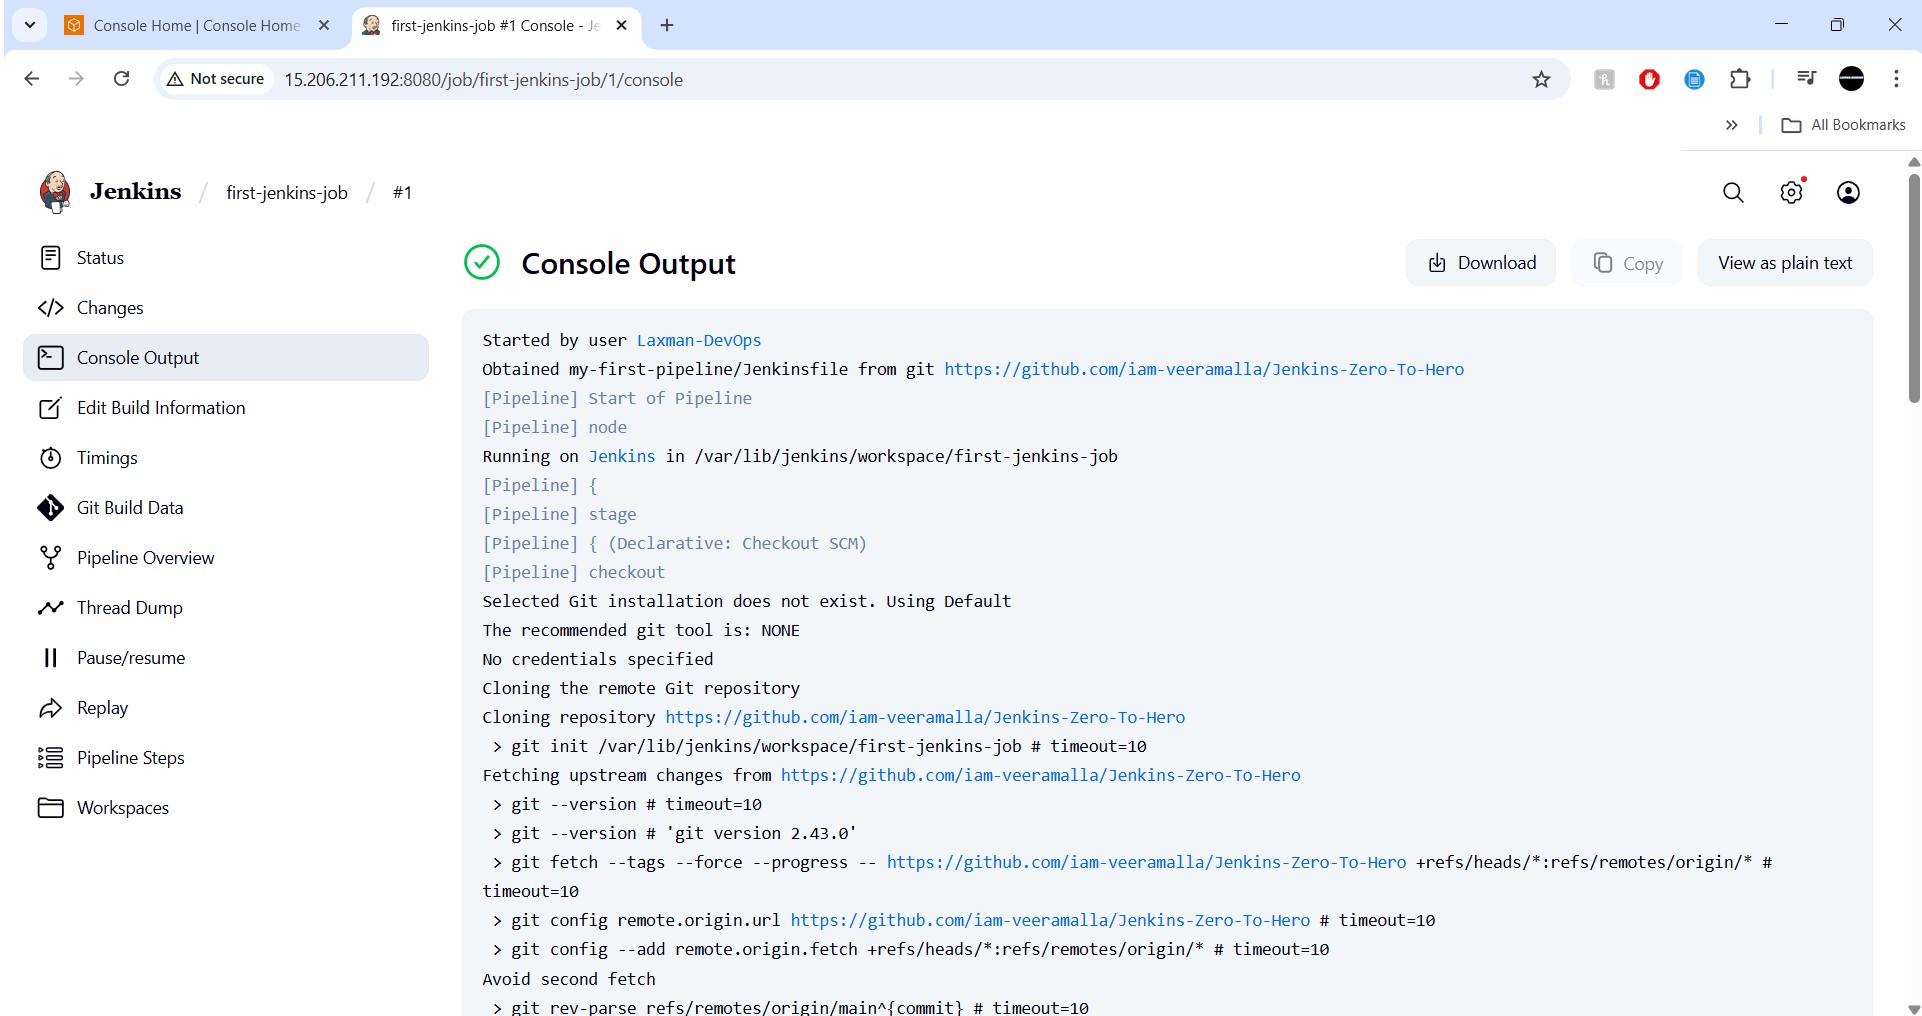 Console Home | Console Home
first-jenkins-job #1 Console - Je
Not secure
15.206.211.192:8080/job/first-jenkins-job/1/console
All Bookmarks
Jenkins / first-jenkins-job / #1
Status
Changes
Console Output
Edit Build Information
Timings
Git Build Data
Pipeline Overview
Thread Dump
Pause/resume
Replay
Pipeline Steps
Workspaces
Console Output
Download
Copy
View as plain text
Started by user Laxman-DevOps
Obtained my-first-pipeline/Jenkinsfile from git https://github.com/iam-veeramalla/Jenkins-Zero-To-Hero
[Pipeline] Start of Pipeline
[Pipeline] node
Running on Jenkins in /var/lib/jenkins/workspace/first-jenkins-job
[Pipeline] {
[Pipeline] stage
[Pipeline] { (Declarative: Checkout SCM)
[Pipeline] checkout
Selected Git installation does not exist. Using Default
The recommended git tool is: NONE
No credentials specified
Cloning the remote Git repository
Cloning repository https://github.com/iam-veeramalla/Jenkins-Zero-To-Hero
> git init /var/lib/jenkins/workspace/first-jenkins-job # timeout=10
Fetching upstream changes from https://github.com/iam-veeramalla/Jenkins-Zero-To-Hero
> git --version # timeout=10
> git --version # 'git version 2.43.0'
> git fetch --tags --force --progress -- https://github.com/iam-veeramalla/Jenkins-Zero-To-Hero +refs/heads/*:refs/remotes/origin/* #
timeout=10
> git config remote.origin.url https://github.com/iam-veeramalla/Jenkins-Zero-To-Hero # timeout=10
> git config --add remote.origin.fetch +refs/heads/*:refs/remotes/origin/* # timeout=10
Avoid second fetch
> git rev-parse refs/remotes/origin/main^{commit} # timeout=10